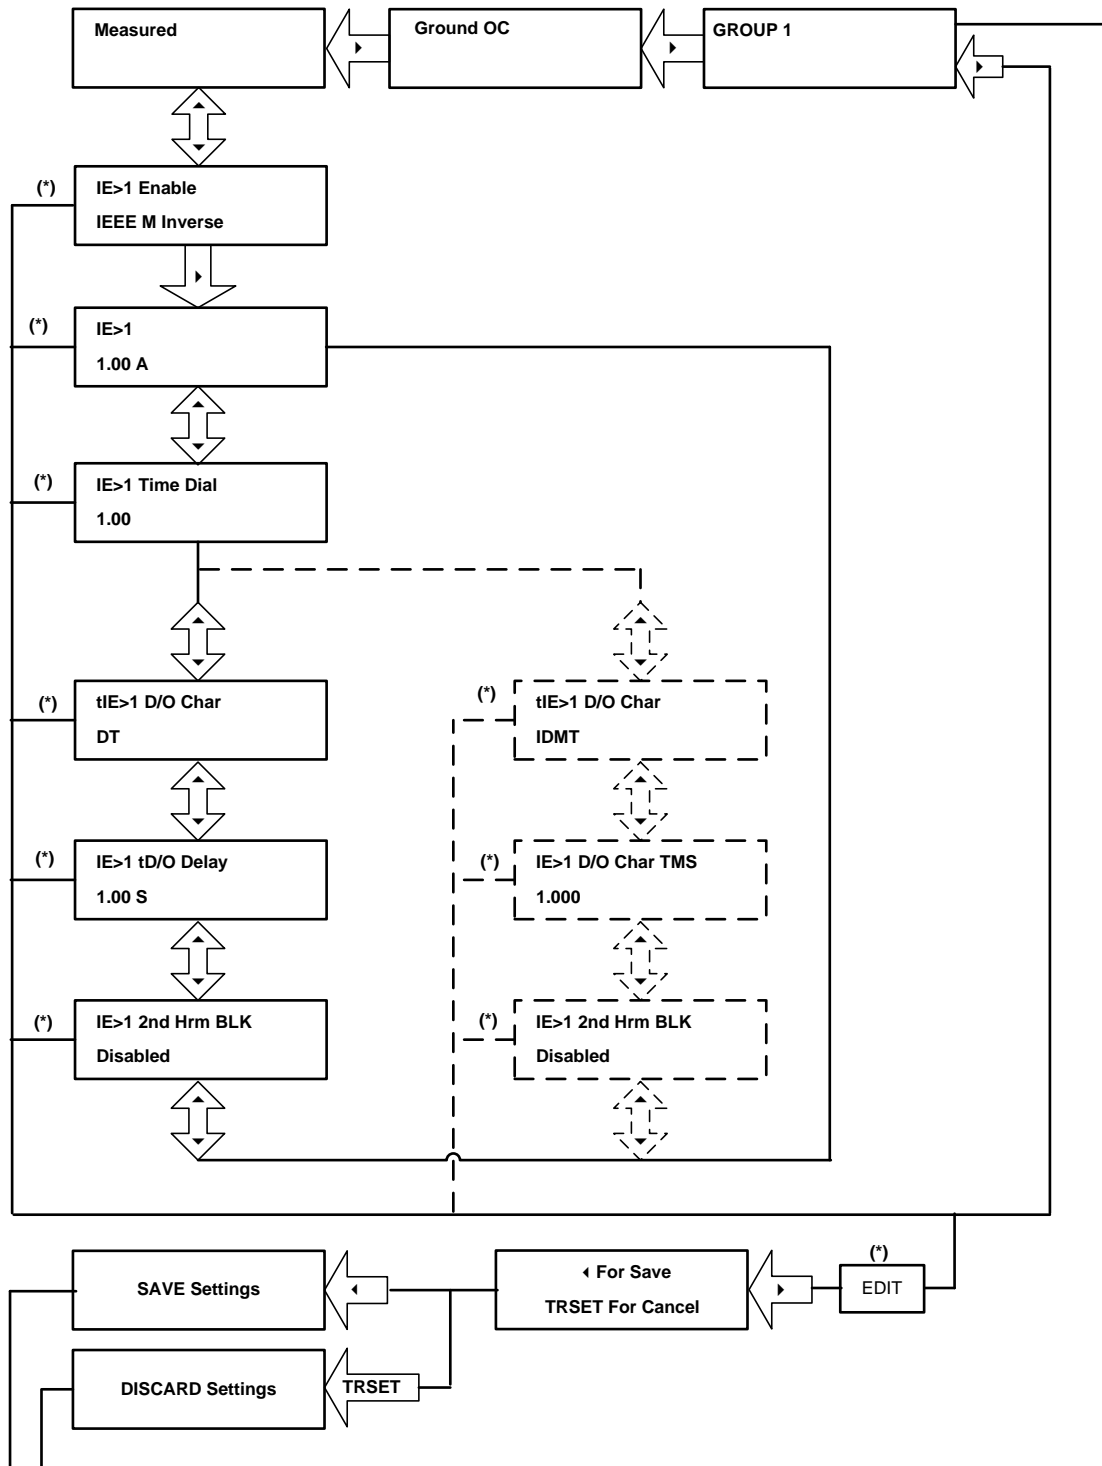 Measured
Ground OC
GROUP 1
(*)
IE>1 Enable
IEEE M Inverse
(*)
IE>1
1.00 A
(*)
IE>1 Time Dial
1.00
(*)
tIE>1 D/O Char
DT
(*)
tIE>1 D/O Char
IDMT
(*)
IE>1 tD/O Delay
1.00 S
(*)
IE>1 D/O Char TMS
1.000
(*)
IE>1 2nd Hrm BLK
Disabled
(*)
IE>1 2nd Hrm BLK
Disabled
SAVE Settings
For Save
TRSET For Cancel
(*)
EDIT
DISCARD Settings
TRSET